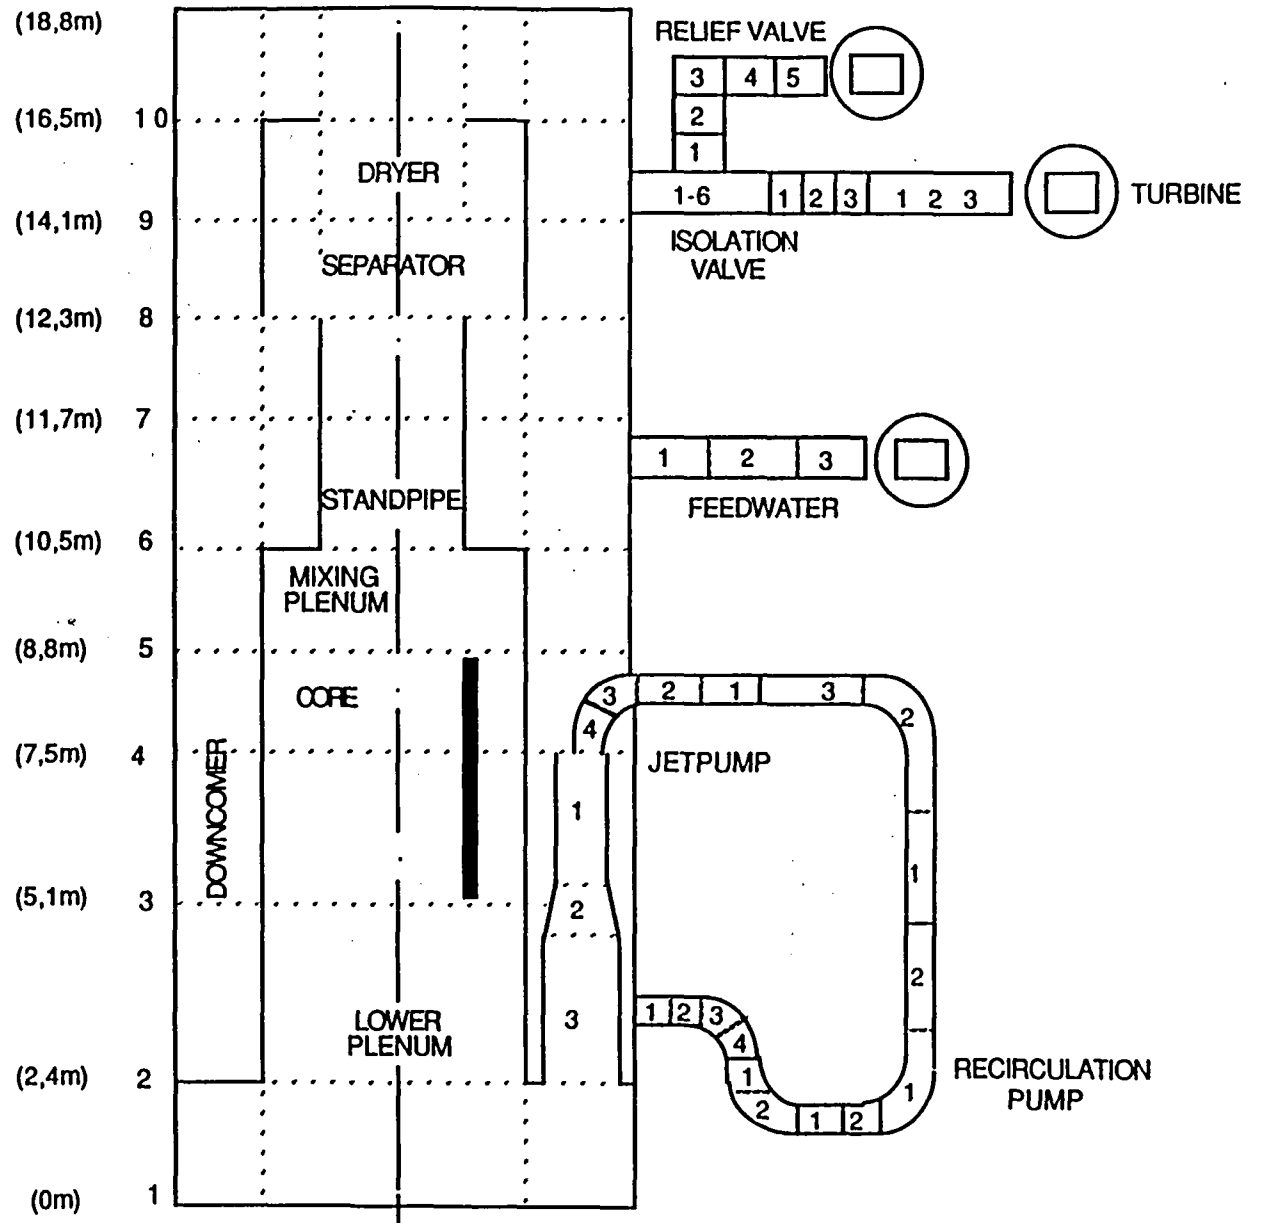 (18,8m)
RELIEF VALVE
3 4 5
(16,5m) 10
2
1
DRYER
1-6 1 2 3 1 2 3
TURBINE
(14,1m) 9
ISOLATION
VALVE
SEPARATOR
(12,3m) 8
(11,7m) 7
1 2 3
STANDPIPE
FEEDWATER
(10,5m) 6
MIXING
PLENUM
(8,8m) 5
CORE
3 2 1 3
2
4
(7,5m) 4
JETPUMP
DOWNCOMER
1
1
(5,1m) 3
2
2
LOWER
PLENUM
3
1 2 3
4
(2,4m) 2
1
2
1 2
1
RECIRCULATION
PUMP
(0m) 1